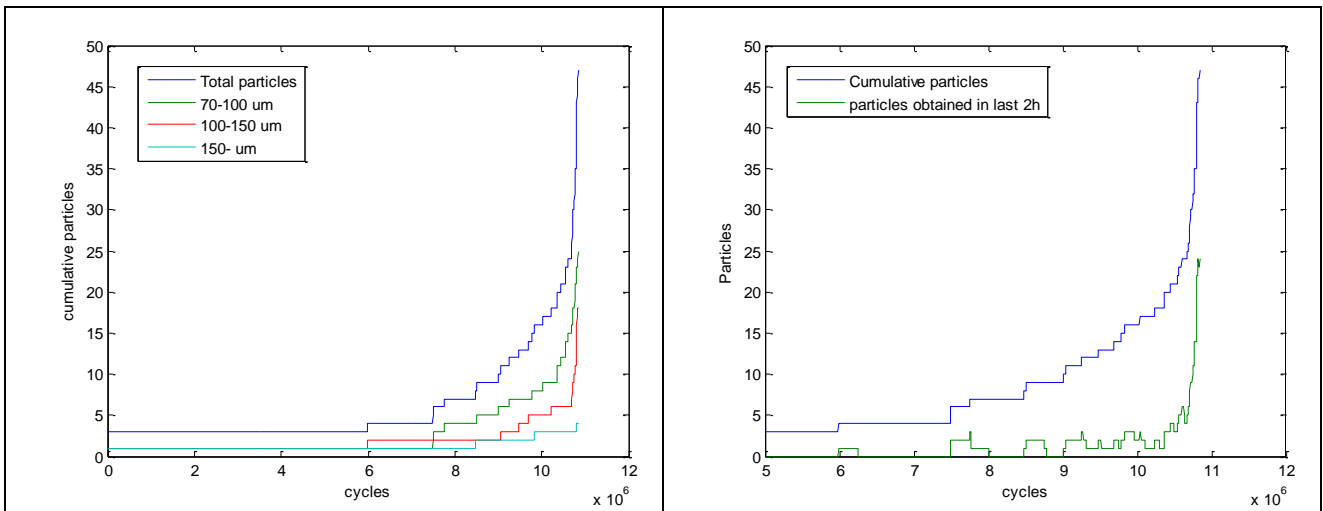 50
45
40
35
30
25
20
15
10
5
0
cumulative particles
Total particles
70-100 um
100-150 um
150- um
0 2 4 6 8 10 12
cycles
x 10^6
50
45
40
35
30
25
20
15
10
5
0
Particles
Cumulative particles
particles obtained in last 2h
5 6 7 8 9 10 11 12
cycles
x 10^6